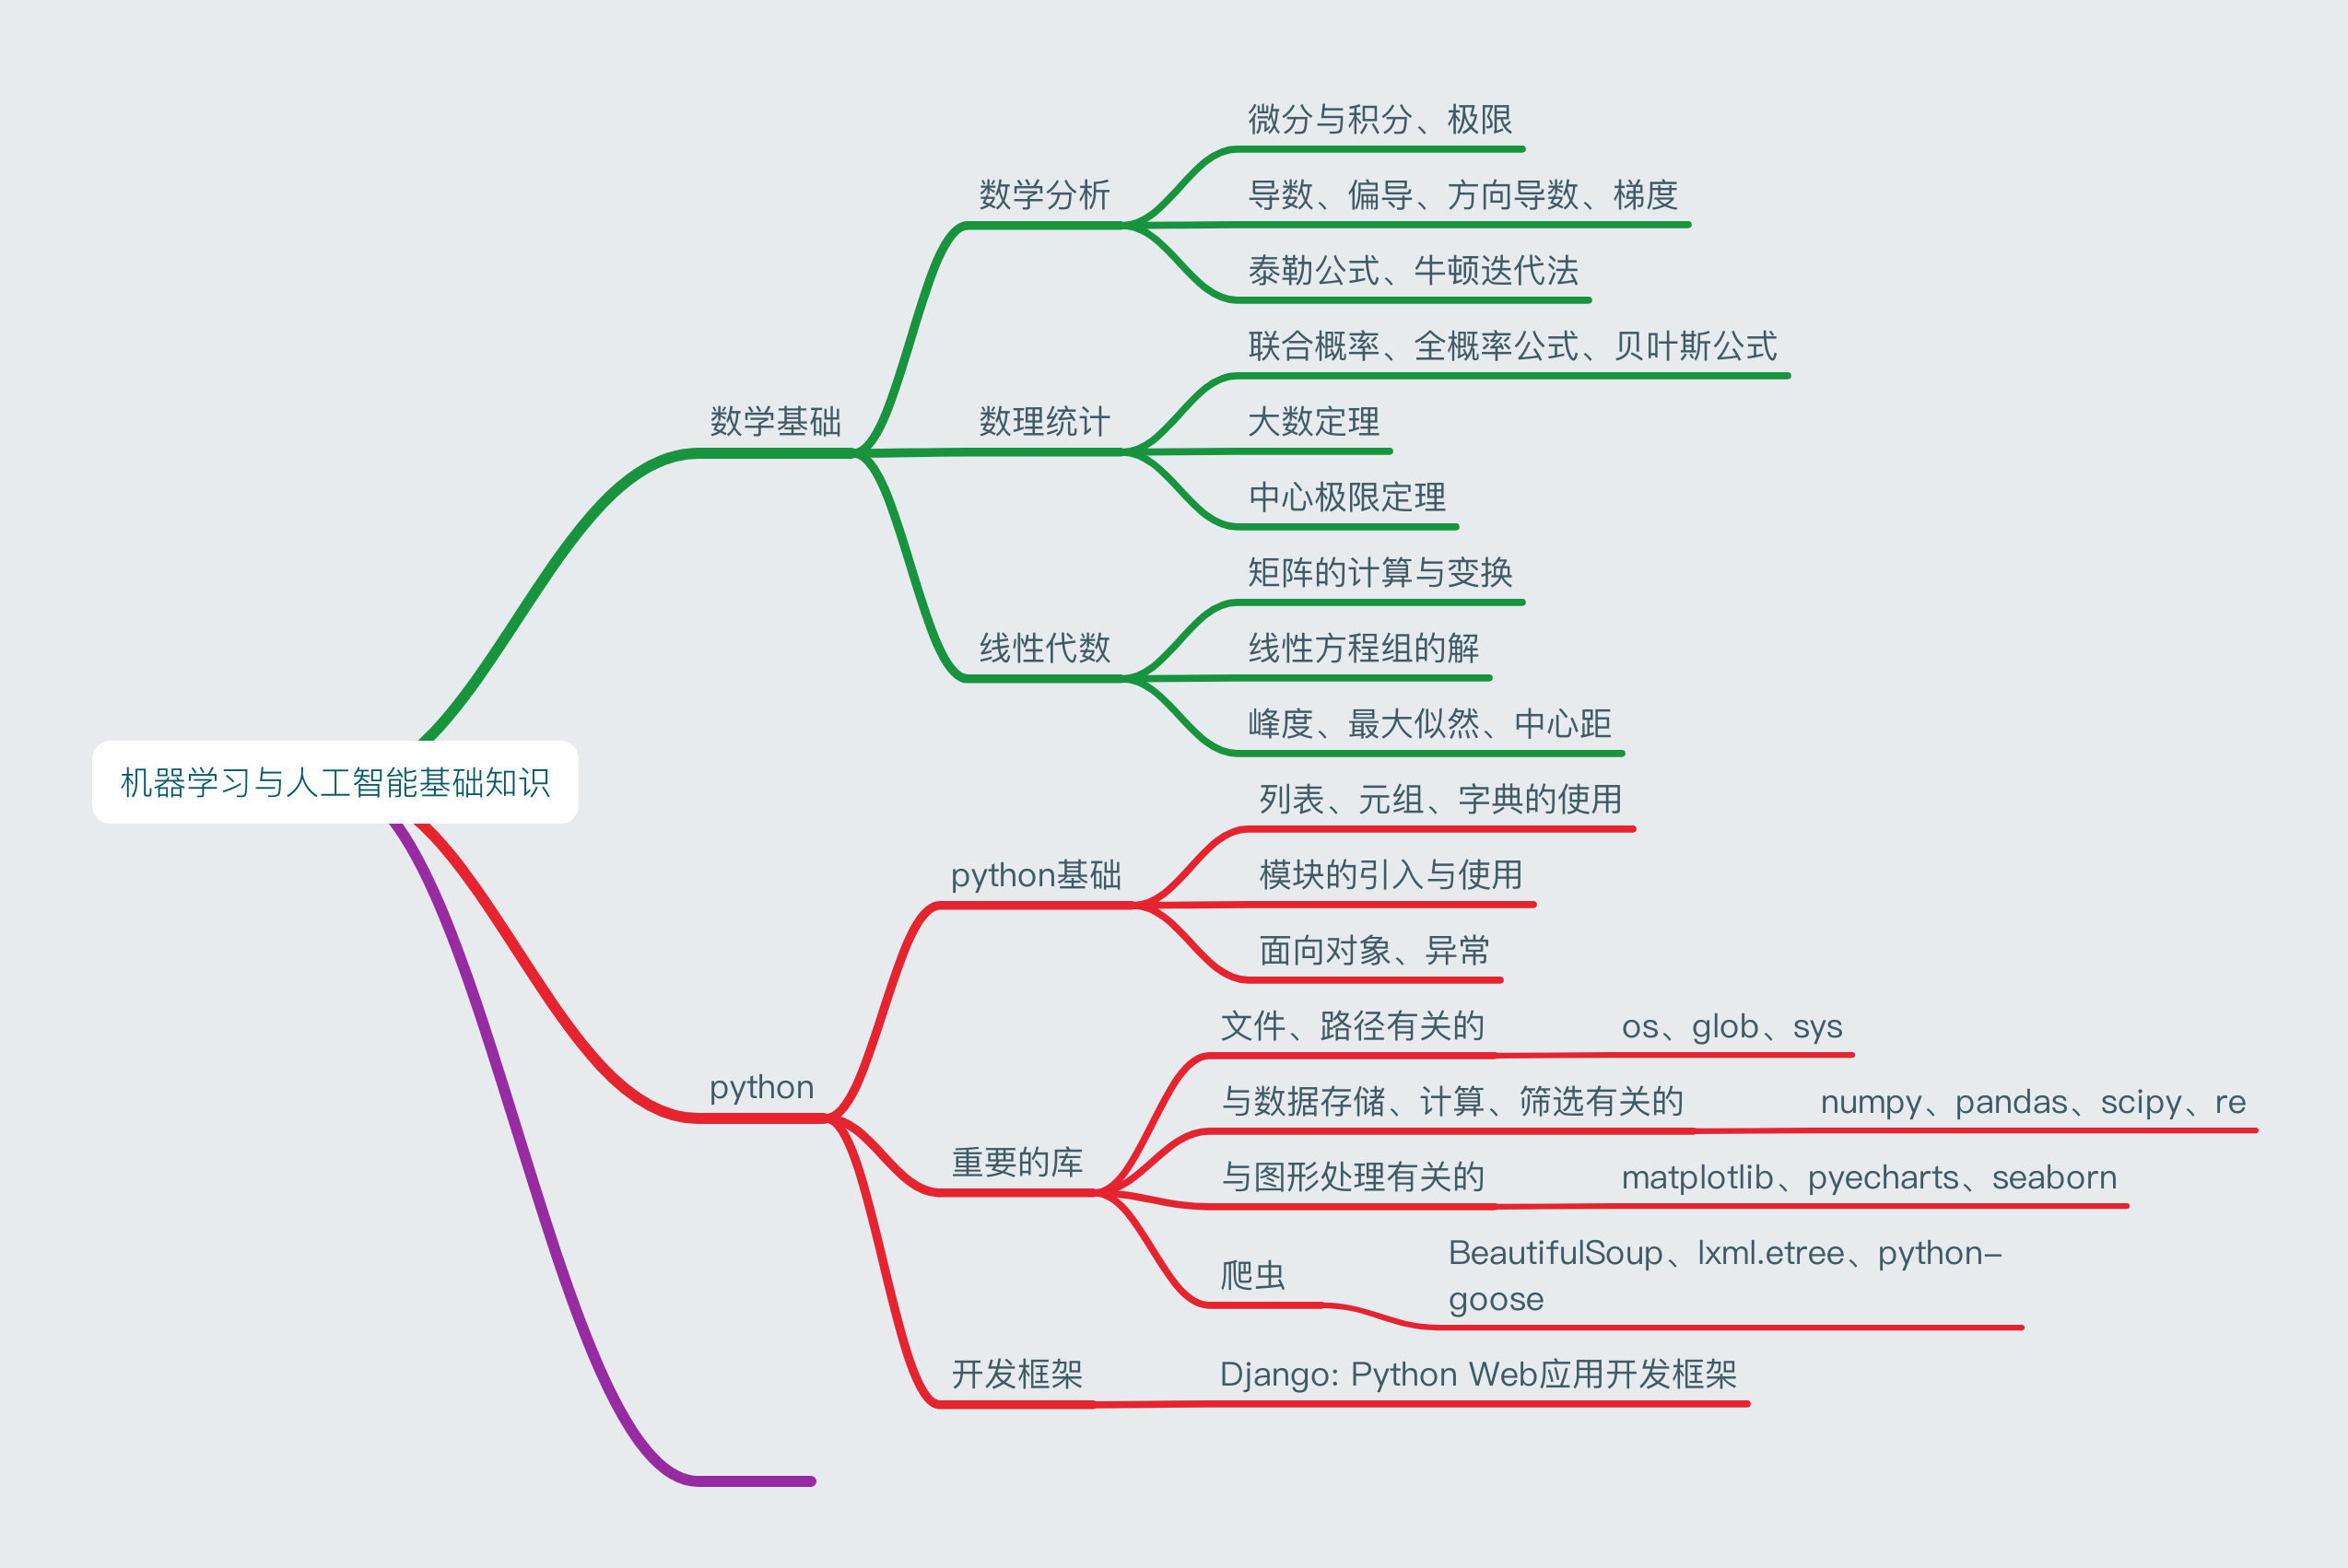 机器学习与人工智能基础知识
数学基础
数学分析
微分与积分、极限
导数、偏导、方向导数、梯度
泰勒公式、牛顿迭代法
数理统计
联合概率、全概率公式、贝叶斯公式
大数定理
中心极限定理
线性代数
矩阵的计算与变换
线性方程组的解
峰度、最大似然、中心距
python
python基础
列表、元组、字典的使用
模块的引入与使用
面向对象、异常
重要的库
文件、路径有关的
os、glob、sys
与数据存储、计算、筛选有关的
numpy、pandas、scipy、re
与图形处理有关的
matplotlib、pyecharts、seaborn
爬虫
BeautifulSoup、lxml.etree、python-
goose
开发框架
Django: Python Web应用开发框架